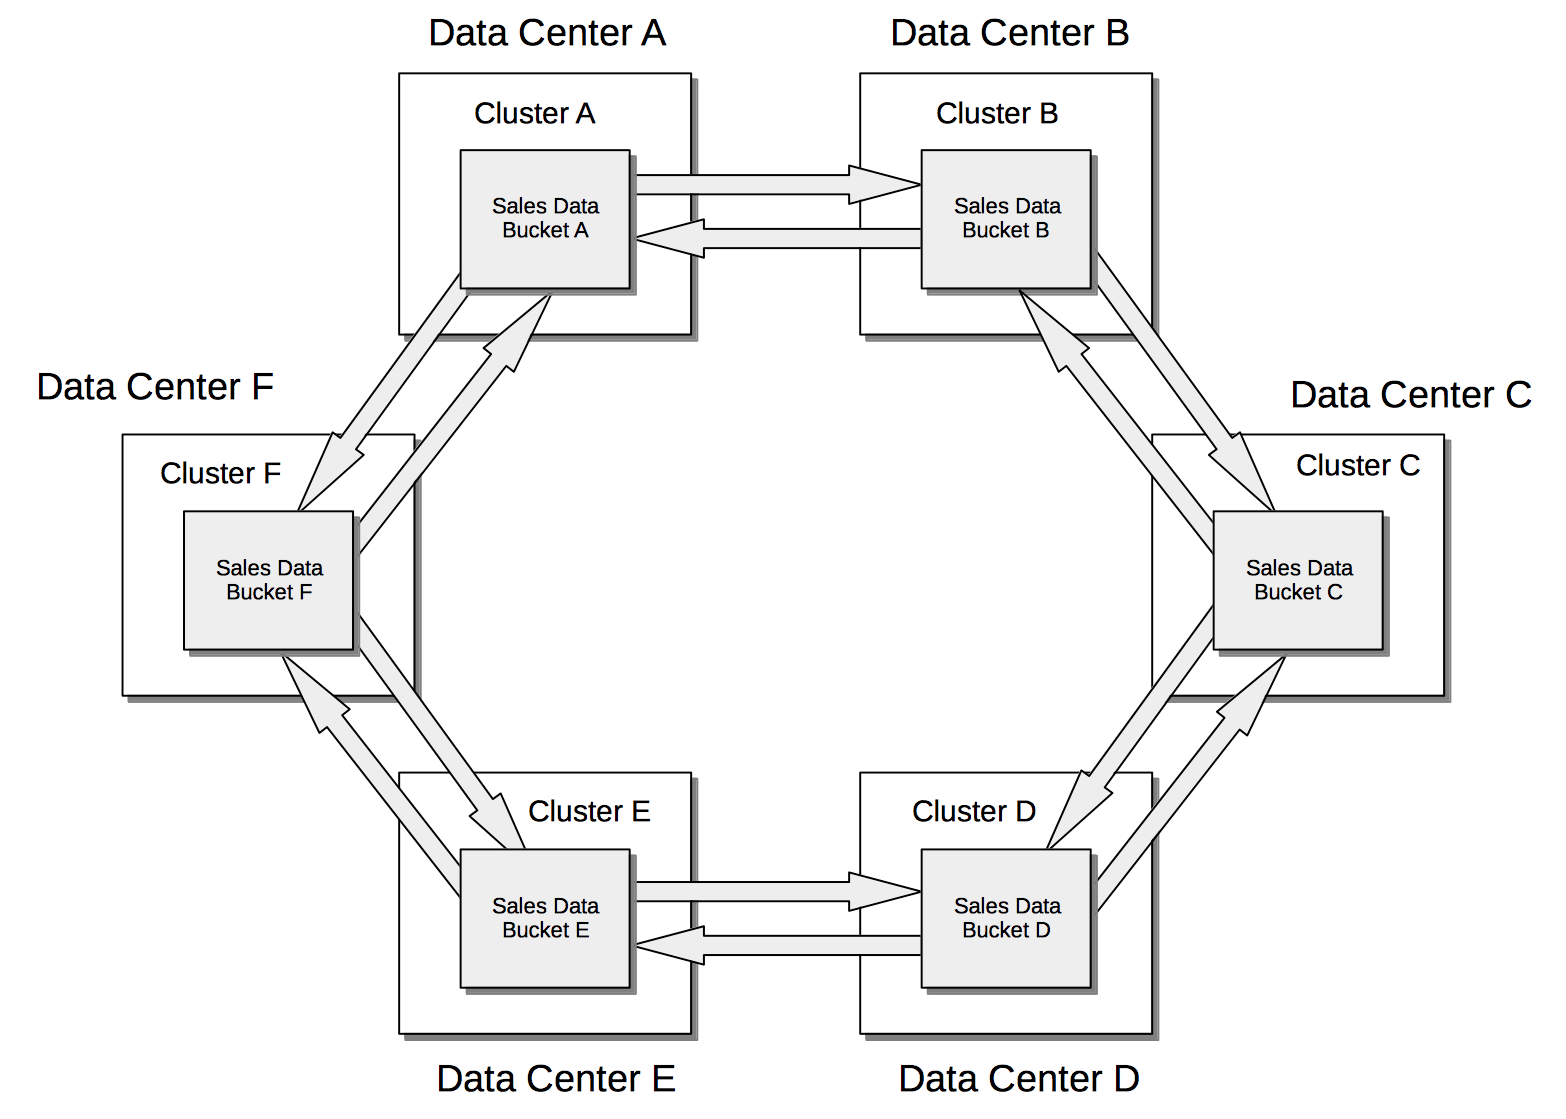 Data Center A
Data Center B
Cluster A
Cluster B
Sales Data
Bucket A
Sales Data
Bucket B
Data Center F
Data Center C
Cluster F
Cluster C
Sales Data
Bucket F
Sales Data
Bucket C
Cluster E
Cluster D
Sales Data
Bucket E
Sales Data
Bucket D
Data Center E
Data Center D